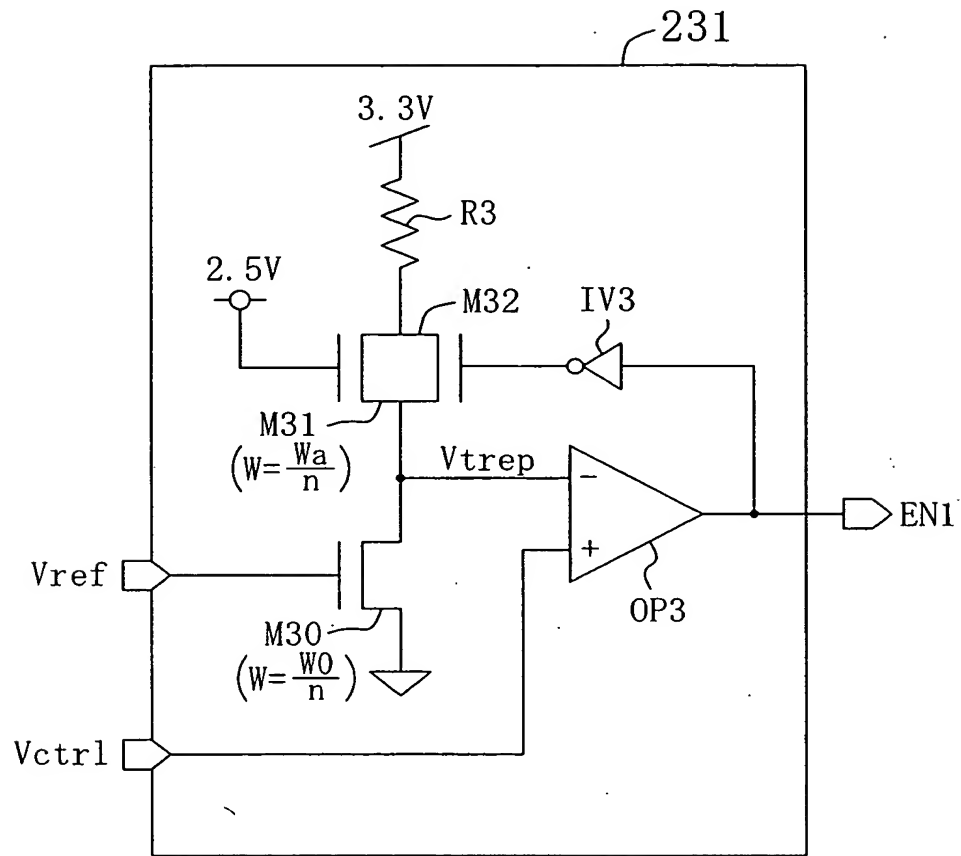 231
3.3V
R3
2.5V
M32
IV3
M31
(W=Wa/n)
Vtrep
−
+
EN1
OP3
Vref
M30
(W=W0/n)
Vctrl